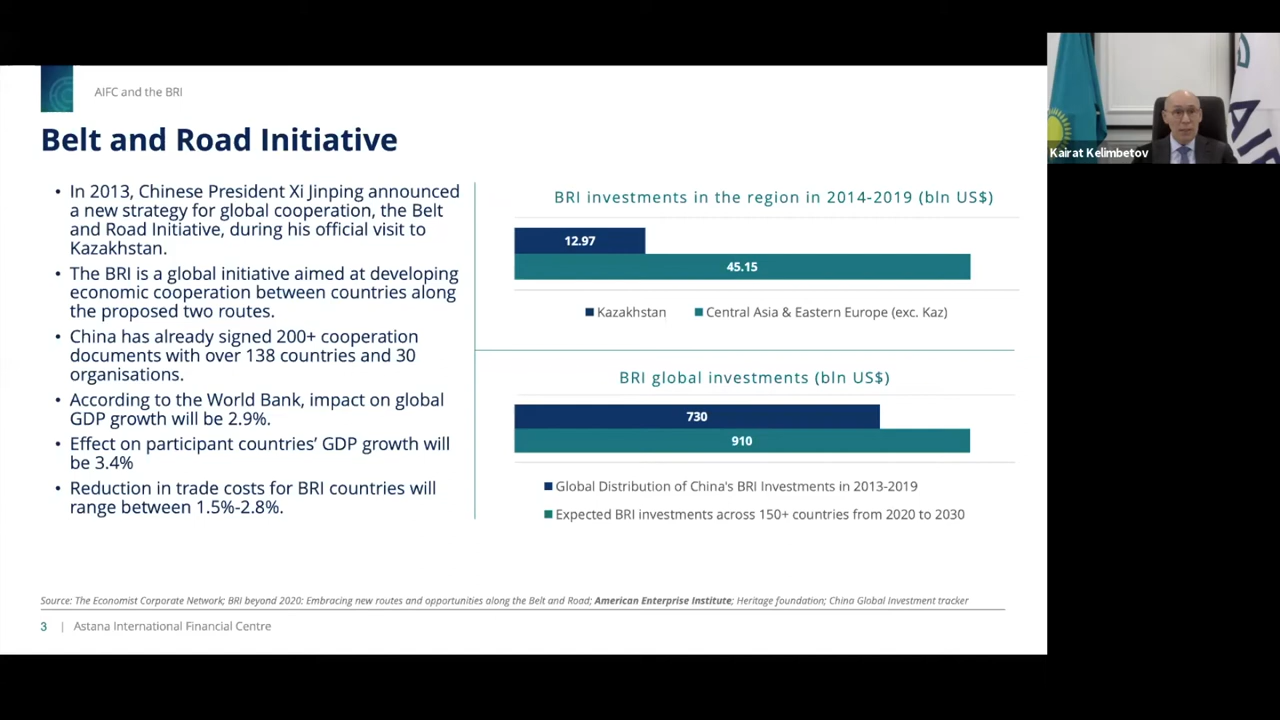 AIFC and the BRI
Belt and Road Initiative
• In 2013, Chinese President Xi Jinping announced
a new strategy for global cooperation, the Belt
and Road Initiative, during his official visit to
Kazakhstan.
• The BRI is a global initiative aimed at developing
economic cooperation between countries along
the proposed two routes.
• China has already signed 200+ cooperation
documents with over 138 countries and 30
organisations.
• According to the World Bank, impact on global
GDP growth will be 2.9%.
• Effect on participant countries’ GDP growth will
be 3.4%
• Reduction in trade costs for BRI countries will
range between 1.5%-2.8%.
BRI investments in the region in 2014-2019 (bln US$)
12.97
45.15
Kazakhstan
Central Asia & Eastern Europe (exc. Kaz)
BRI global investments (bln US$)
730
910
Global Distribution of China's BRI Investments in 2013-2019
Expected BRI investments across 150+ countries from 2020 to 2030
Source: The Economist Corporate Network; BRI beyond 2020: Embracing new routes and opportunities along the Belt and Road; American Enterprise Institute; Heritage foundation; China Global Investment tracker
3 | Astana International Financial Centre
Kairat Kelimbetov
AIF